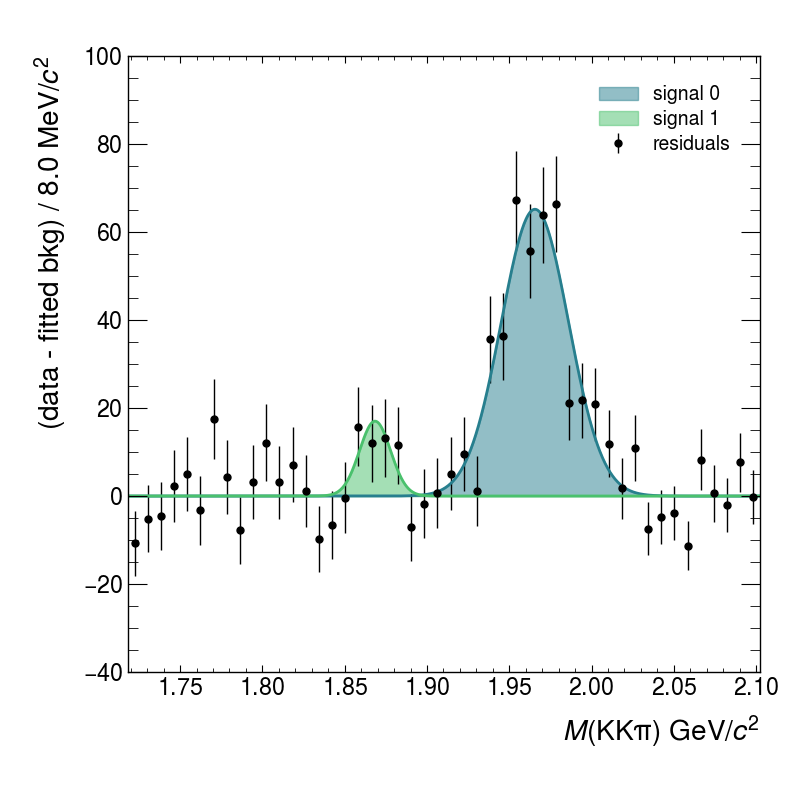 (data - fitted bkg) / 8.0 MeV/c²
100
80
60
40
20
0
−20
−40
signal 0
signal 1
residuals
1.75 1.80 1.85 1.90 1.95 2.00 2.05 2.10
M(KKπ) GeV/c²